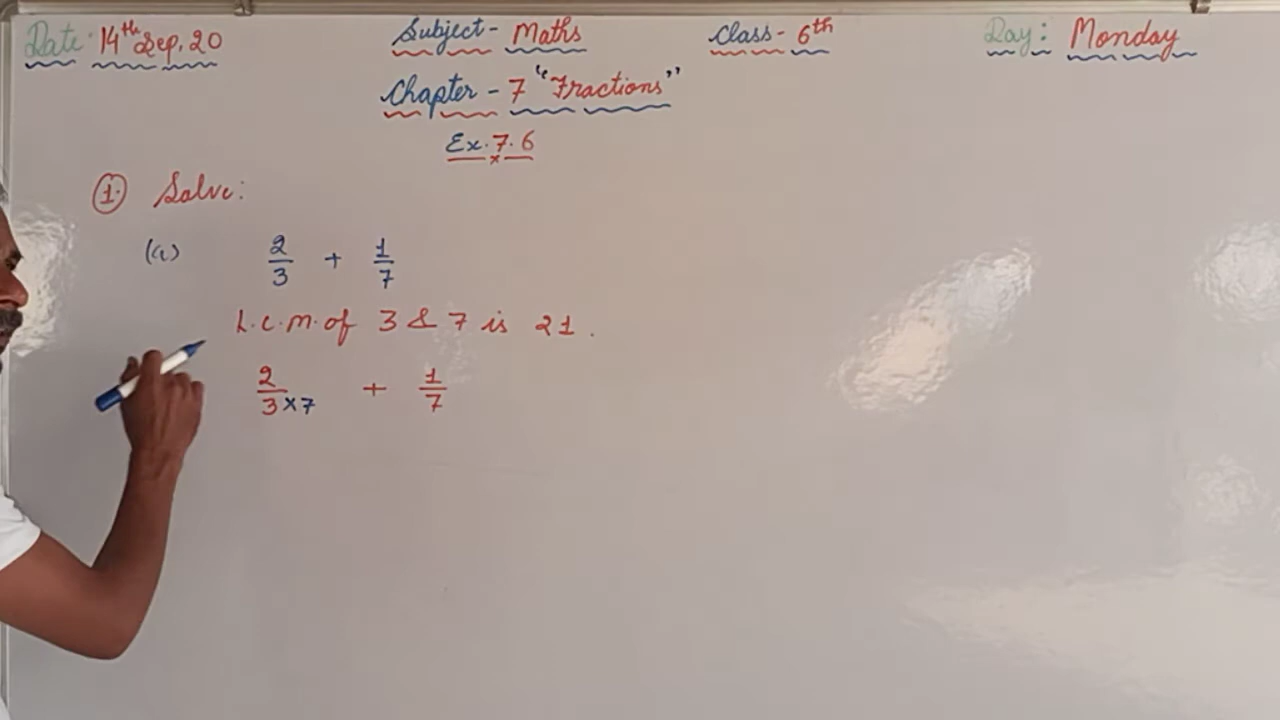 Date: 14th Sep, 20 Subject - Maths Class - 6th Day: Monday
Chapter - 7 "Fractions"
Ex. 7.6
1. Solve:
(a) 2/3 + 1/7
L.C.M. of 3 & 7 is 21.
2/3×7 + 1/7